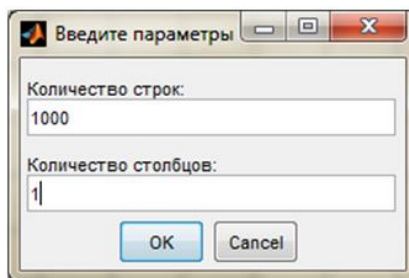 Введите параметры
Количество строк:
1000
Количество столбцов:
1
OK
Cancel